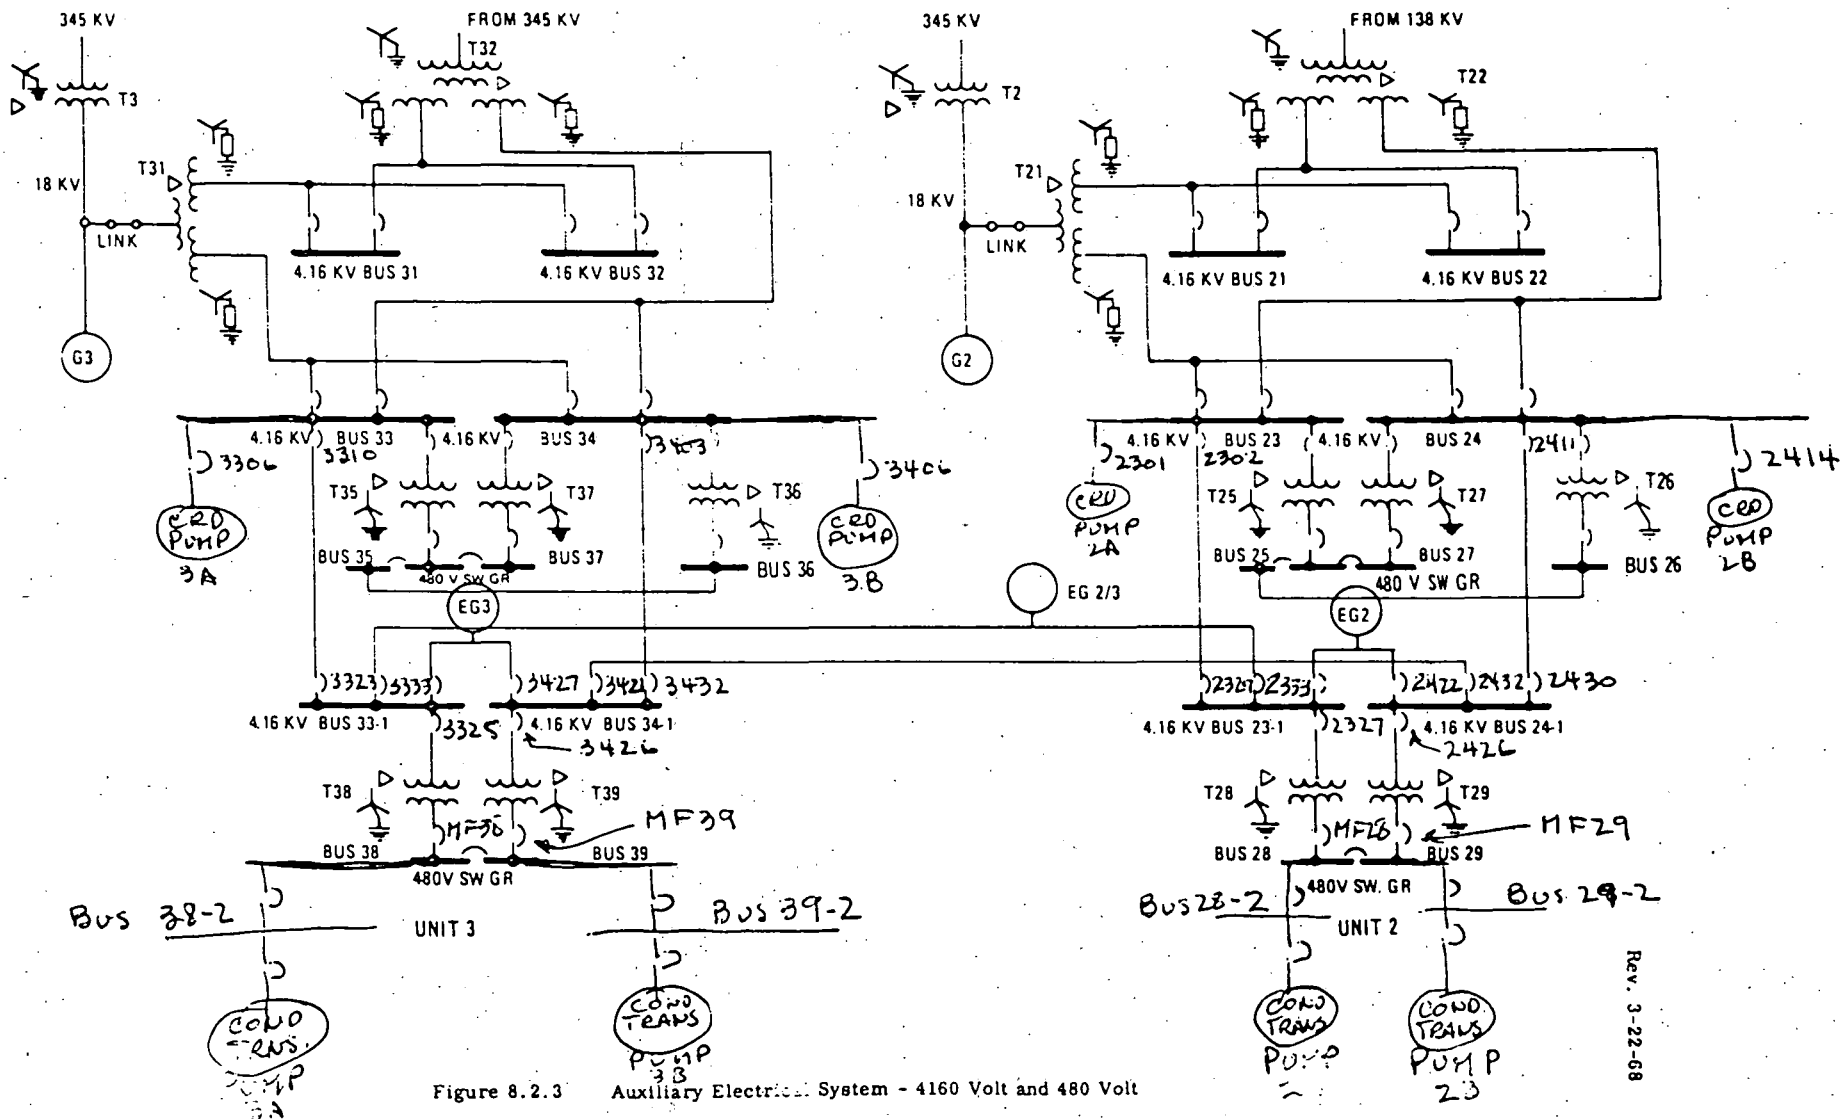 345 KV
FROM 345 KV
345 KV
FROM 138 KV
T32
T22
T3
T2
T31
T21
18 KV
18 KV
LINK
LINK
4.16 KV BUS 31
4.16 KV BUS 32
4.16 KV BUS 21
4.16 KV BUS 22
G3
G2
4.16 KV
BUS 33
4.16 KV
BUS 34
4.16 KV
BUS 23
4.16 KV
BUS 24
3306
3310
3403
3406
2301
2302
2411
2414
T35
T37
T36
T25
T27
T26
CRD
PUMP
3A
CRD
PUMP
3B
CRD
PUMP
2A
CRD
PUMP
2B
BUS 35
BUS 37
BUS 36
BUS 25
BUS 27
BUS 26
480 V SW GR
480 V SW GR
EG3
EG 2/3
EG2
3323
3333
3427
3421
3432
2333
2422
2432
2430
4.16 KV BUS 33-1
4.16 KV BUS 34-1
4.16 KV BUS 23-1
4.16 KV BUS 24-1
3325
3426
2327
2426
T38
T39
T28
T29
MF39
MF28
MF29
BUS 38
BUS 39
BUS 28
BUS 29
480V SW GR
480V SW. GR
BUS 38-2
BUS 39-2
BUS 28-2
BUS 29-2
UNIT 3
UNIT 2
COND
TRNS.
COND
TRANS
PUMP
3B
COND
TRANS
PUMP
COND
TRANS
PUMP
2B
Rev. 3-22-68
Figure 8.2.3 Auxiliary System - 4160 Volt and 480 Volt